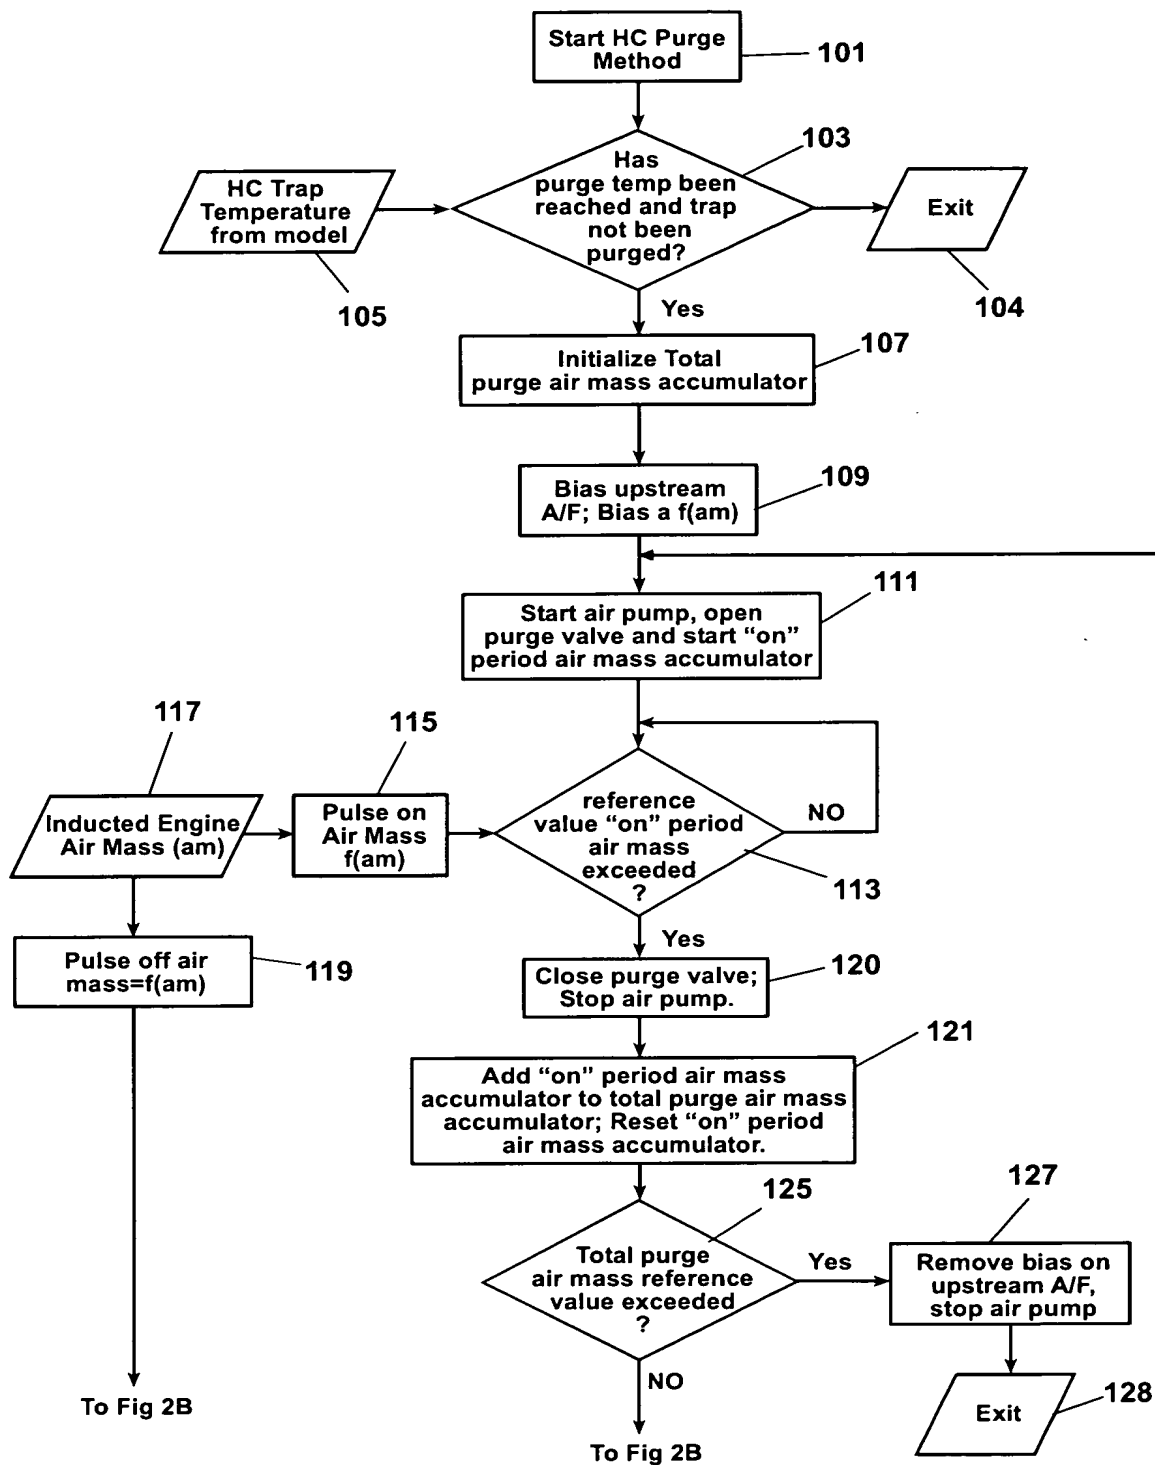 Start HC Purge
Method
101
103
Has
purge temp been
reached and trap
not been
purged?
HC Trap
Temperature
from model
105
Exit
104
Yes
107
Initialize Total
purge air mass accumulator
109
Bias upstream
A/F; Bias a f(am)
111
Start air pump, open
purge valve and start “on”
period air mass accumulator
117
115
Inducted Engine
Air Mass (am)
Pulse on
Air Mass
f(am)
reference
value “on” period
air mass
exceeded
?
NO
113
Yes
Pulse off air
mass=f(am)
119
Close purge valve;
Stop air pump.
120
121
Add “on” period air mass
accumulator to total purge air mass
accumulator; Reset “on” period
air mass accumulator.
125
127
Total purge
air mass reference
value exceeded
?
Yes
Remove bias on
upstream A/F,
stop air pump
NO
Exit
128
To Fig 2B
To Fig 2B